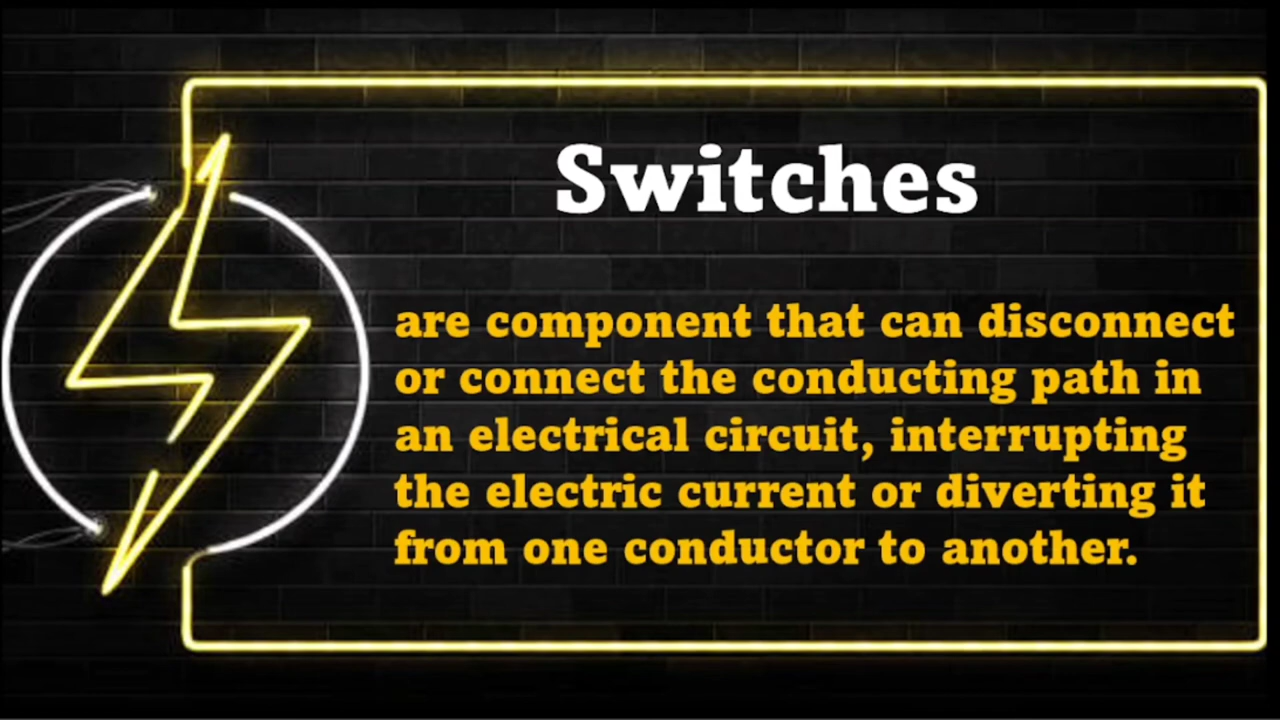 Switches
are component that can disconnect
or connect the conducting path in
an electrical circuit, interrupting
the electric current or diverting it
from one conductor to another.